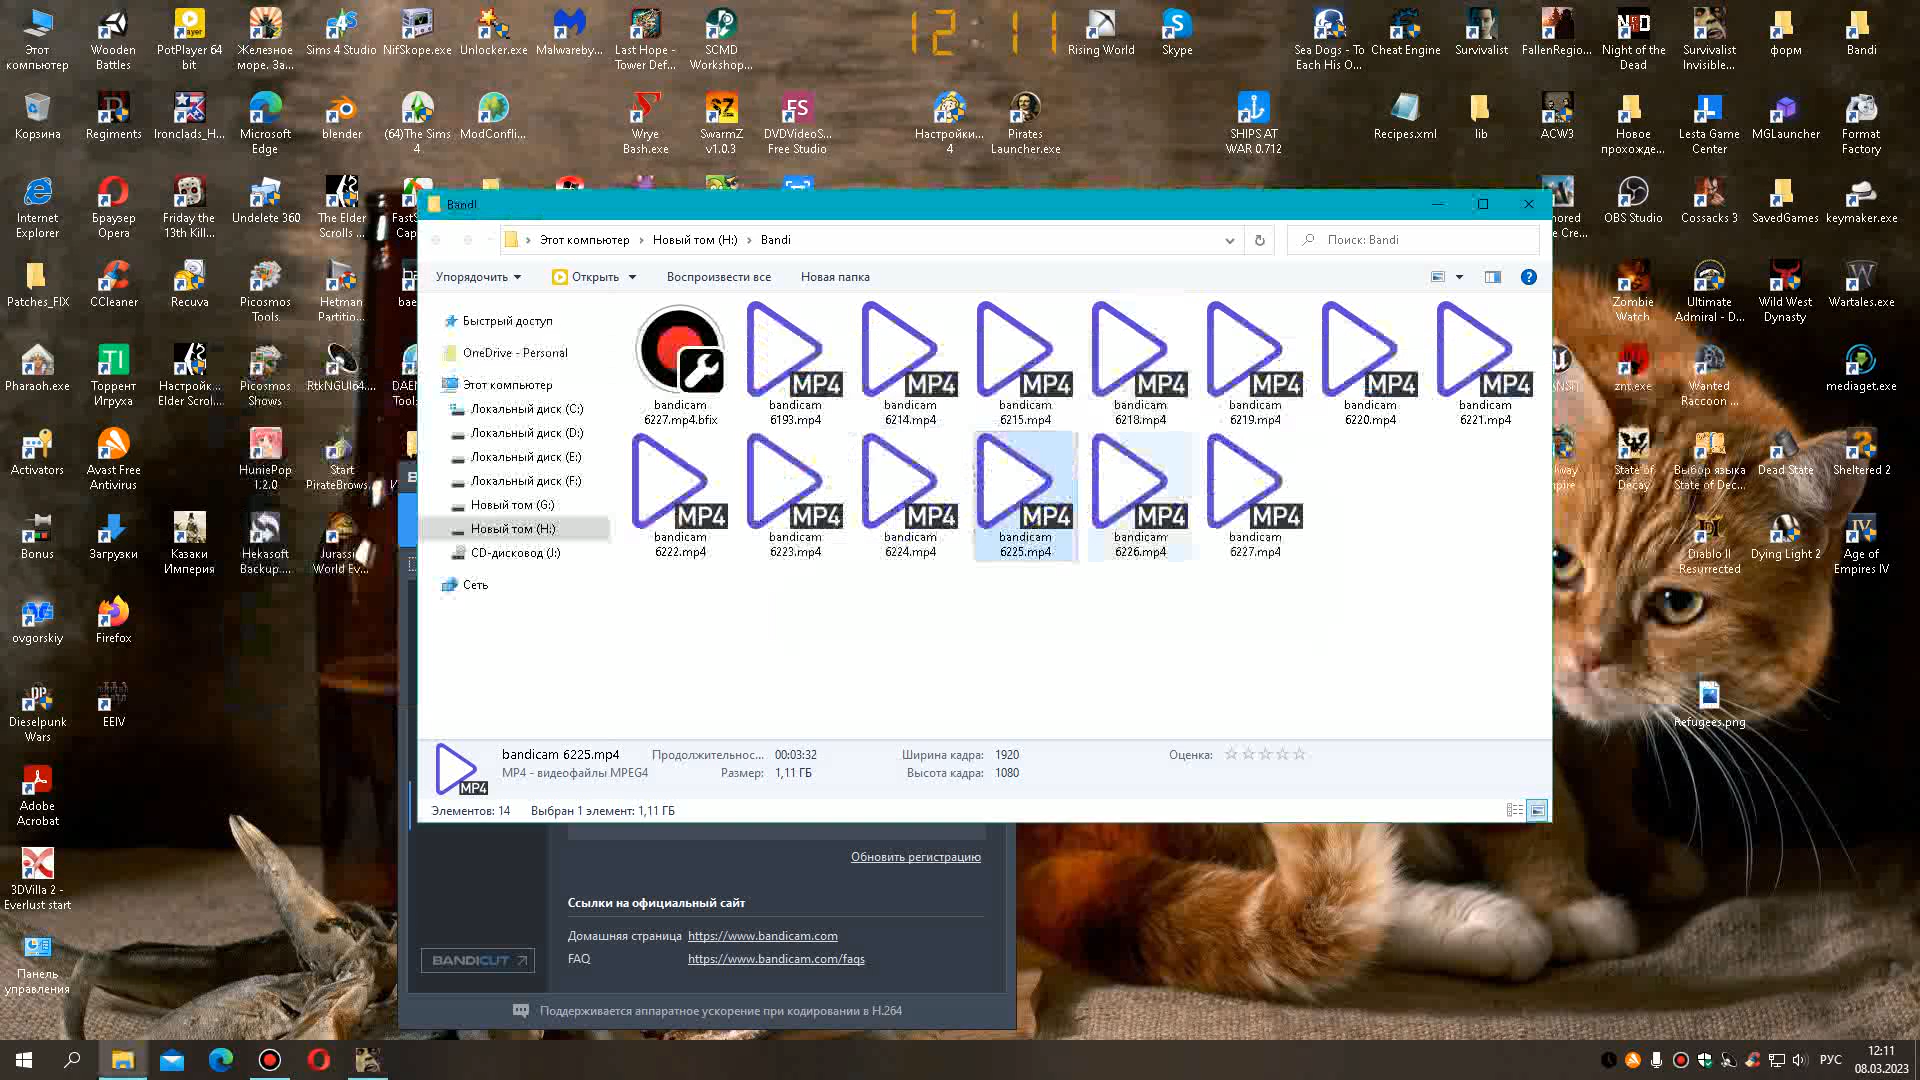 Этот компьютер
Wooden Battles
PotPlayer 64 bit
Железное море. За...
Sims 4 Studio
NifSkope.exe
Unlocker.exe
Malwareby...
Last Hope - Tower Def...
SCMD Workshop...
12 11
Rising World
Skype
Sea Dogs - To Each His O...
Cheat Engine
Survivalist
FallenRegio...
Night of the Dead
Survivalist Invisible...
форм
Bandi
Корзина
Regiments
Ironclads_H...
Microsoft Edge
blender
(64)The Sims 4
ModConfli...
Wrye Bash.exe
SwarmZ v1.0.3
DVDVideoS... Free Studio
Настройки... 4
Pirates Launcher.exe
SHIPS AT WAR 0.712
Recipes.xml
lib
ACW3
Новое прохожде...
Lesta Game Center
MGLauncher
Format Factory
Internet Explorer
Браузер Opera
Friday the 13th Kill...
Undelete 360
The Elder Scrolls ...
OBS Studio
Cossacks 3
SavedGames
keymaker.exe
Patches_FIX
CCleaner
Recuva
Picosmos Tools
Hetman Partitio...
Zombie Watch
Ultimate Admiral - D...
Wild West Dynasty
Wartales.exe
Pharaoh.exe
Торрент Игруха
Настройк... Elder Scrol...
Picosmos Shows
RtkNGUI64....
znt.exe
Wanted Raccoon ...
mediaget.exe
Activators
Avast Free Antivirus
HuniePop 1.2.0
Start PirateBrows...
State of Decay
Выбор языка State of Dec...
Dead State
Sheltered 2
Bonus
Загрузки
Казаки Империя
Hekasoft Backup....
Jurassic World Ev...
Diablo II Resurrected
Dying Light 2
Age of Empires IV
ovgorskiy
Firefox
Dieselpunk Wars
EEIV
Refugees.png
Adobe Acrobat
3DVilla 2 - Everlust start
Панель управления
Bandi
Этот компьютер › Новый том (H:) › Bandi
Поиск: Bandi
Упорядочить
Открыть
Воспроизвести все
Новая папка
Быстрый доступ
OneDrive - Personal
Этот компьютер
Локальный диск (C:)
Локальный диск (D:)
Локальный диск (E:)
Локальный диск (F:)
Новый том (G:)
Новый том (H:)
CD-дисковод (J:)
Сеть
bandicam 6227.mp4.bfix
bandicam 6193.mp4
bandicam 6214.mp4
bandicam 6215.mp4
bandicam 6218.mp4
bandicam 6219.mp4
bandicam 6220.mp4
bandicam 6221.mp4
bandicam 6222.mp4
bandicam 6223.mp4
bandicam 6224.mp4
bandicam 6225.mp4
bandicam 6226.mp4
bandicam 6227.mp4
bandicam 6225.mp4
MP4 - видеофайлы MPEG4
Продолжительнос... 00:03:32
Размер: 1,11 ГБ
Ширина кадра: 1920
Высота кадра: 1080
Оценка:
Элементов: 14 Выбран 1 элемент: 1,11 ГБ
Обновить регистрацию
Ссылки на официальный сайт
Домашняя страница https://www.bandicam.com
FAQ https://www.bandicam.com/faqs
BANDICUT
Поддерживается аппаратное ускорение при кодировании в H.264
РУС
12:11
08.03.2023